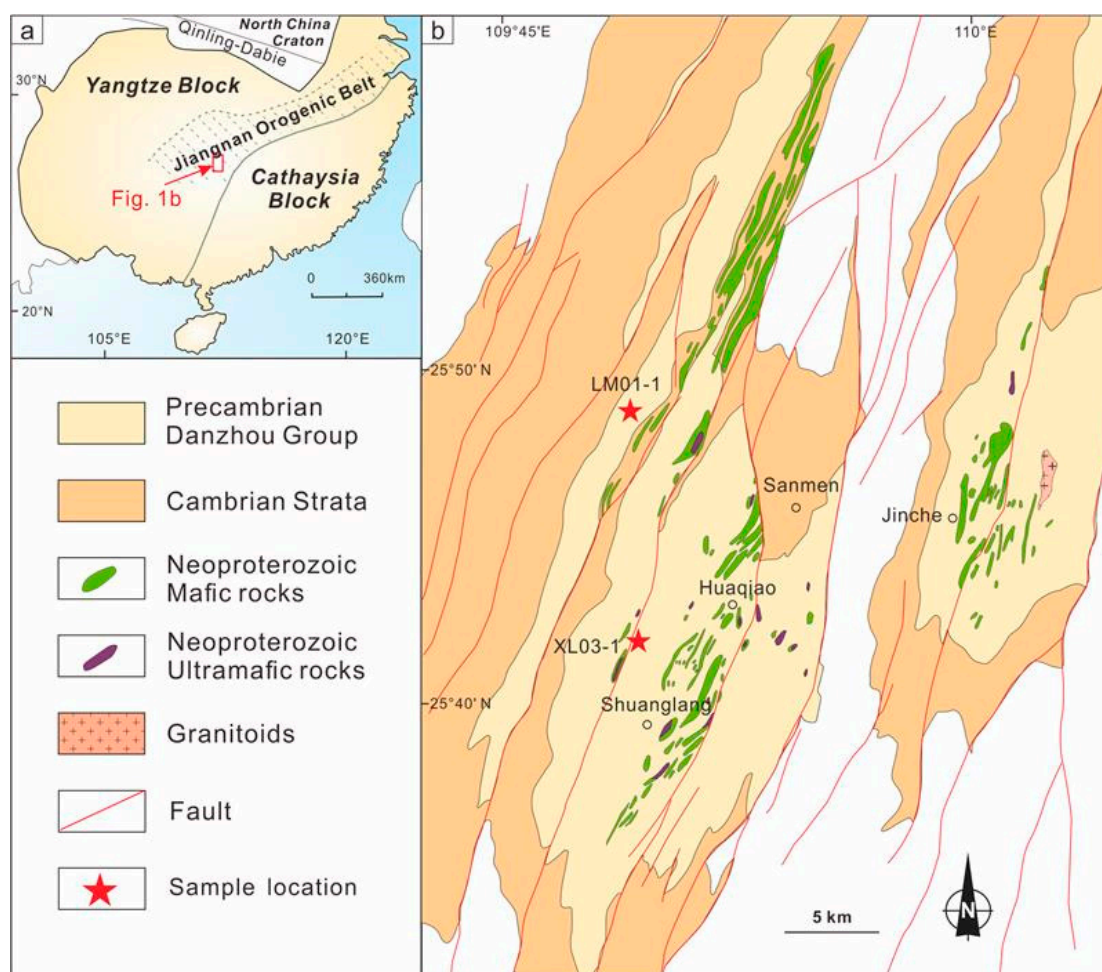 a
North China
Craton
Qinling-Dabie
30°N
Yangtze Block
Jiangnan Orogenic Belt
Fig. 1b
Cathaysia
Block
0 360km
20°N
105°E 120°E
Precambrian
Danzhou Group
Cambrian Strata
Neoproterozoic
Mafic rocks
Neoproterozoic
Ultramafic rocks
Granitoids
Fault
Sample location
b
109°45'E 110°E
25°50' N
LM01-1
Sanmen
Jinche
Huaqiao
XL03-1
25°40' N
Shuanglang
5 km
N